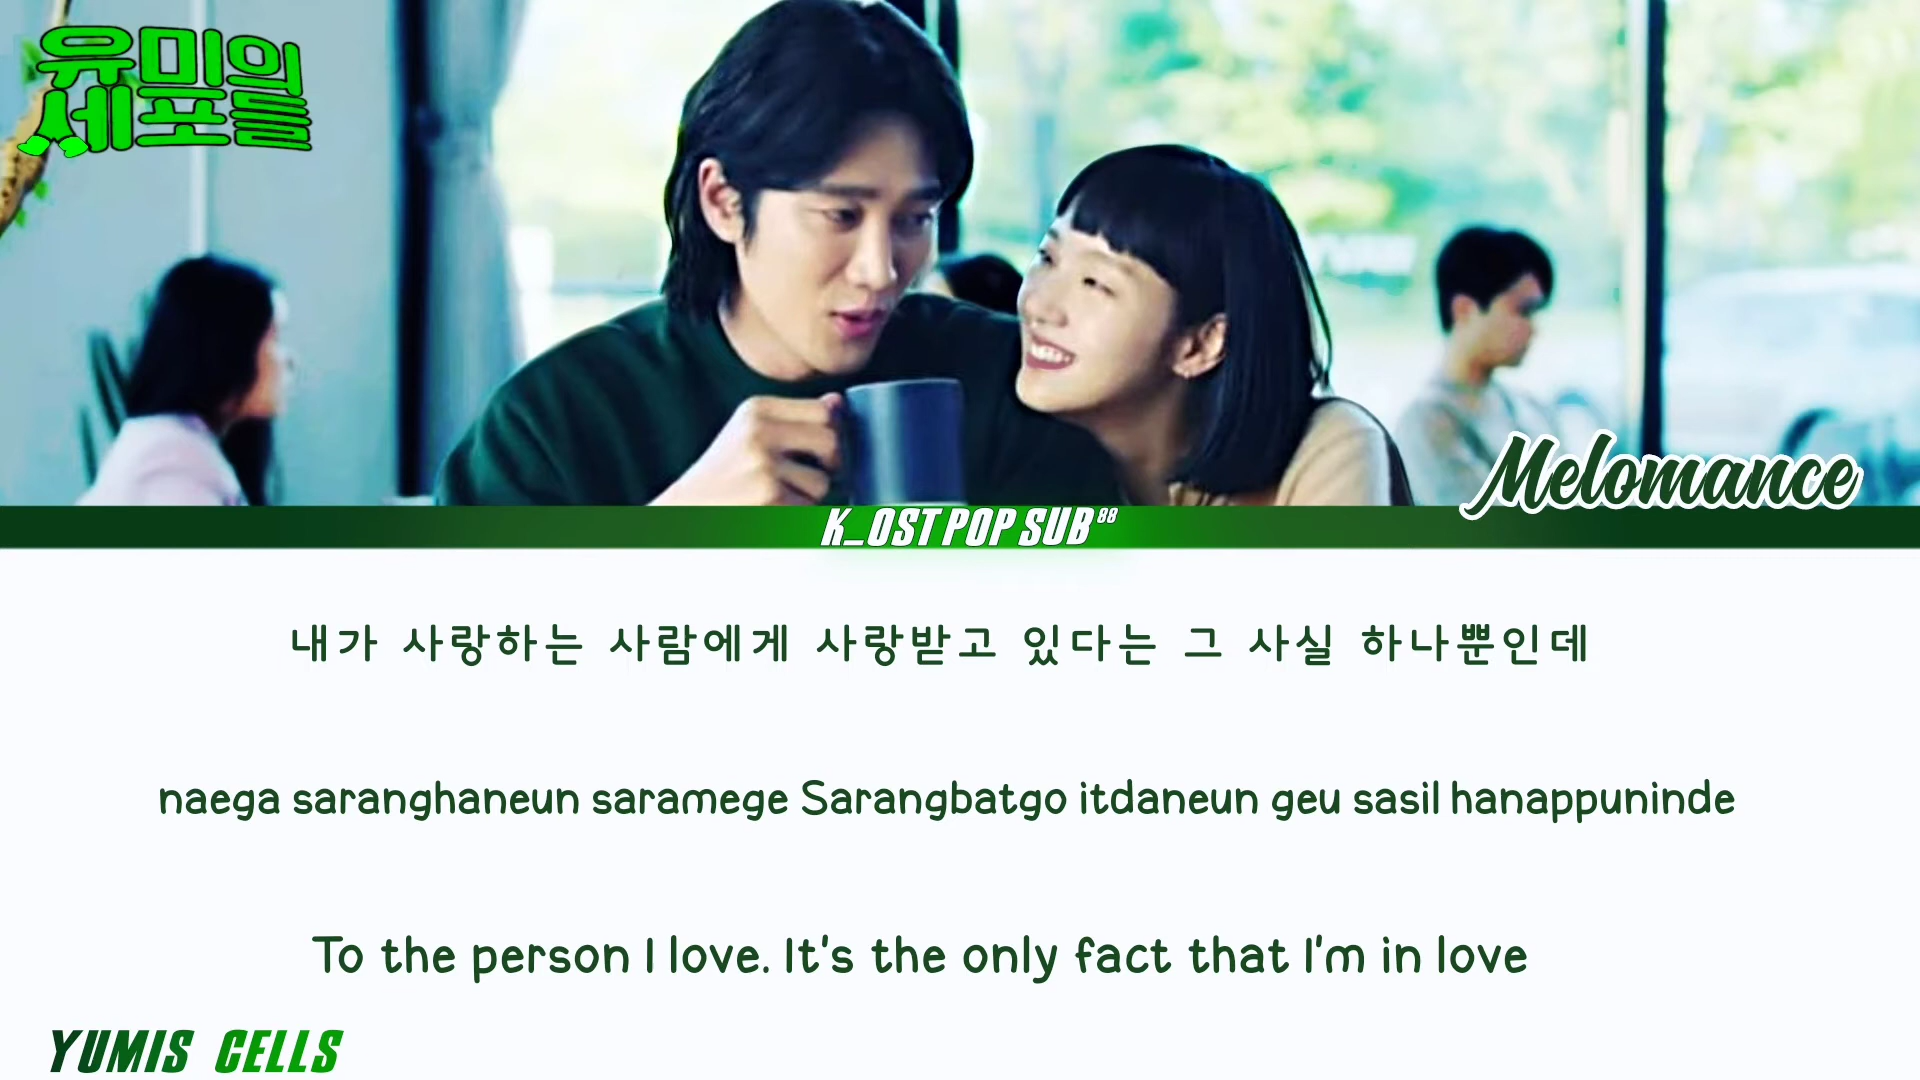 유미의
세포들
Melomance
K_OST POP SUB88
내가 사랑하는 사람에게 사랑받고 있다는 그 사실 하나뿐인데
naega saranghaneun saramege Sarangbatgo itdaneun geu sasil hanappuninde
To the person I love. It's the only fact that I'm in love
YUMIS CELLS